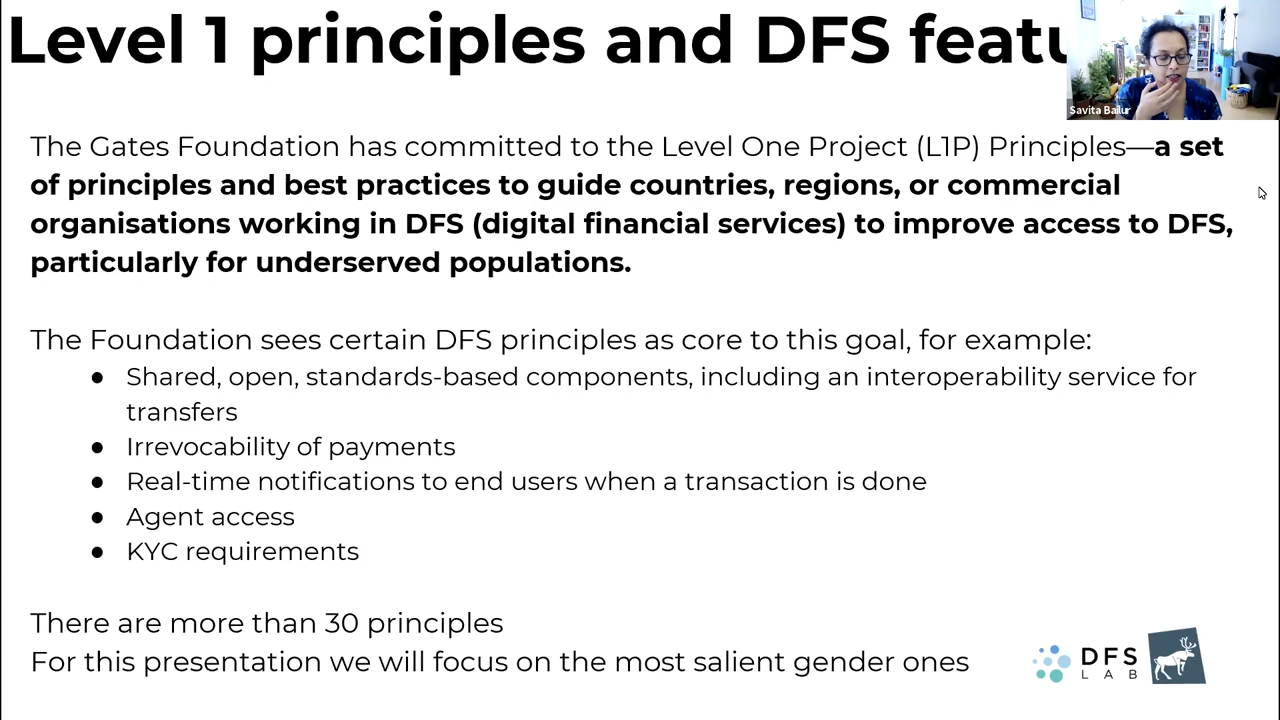 Level 1 principles and DFS featu
Savita Bailur
The Gates Foundation has committed to the Level One Project (L1P) Principles—a set
of principles and best practices to guide countries, regions, or commercial
organisations working in DFS (digital financial services) to improve access to DFS,
particularly for underserved populations.
The Foundation sees certain DFS principles as core to this goal, for example:
● Shared, open, standards-based components, including an interoperability service for
transfers
● Irrevocability of payments
● Real-time notifications to end users when a transaction is done
● Agent access
● KYC requirements
There are more than 30 principles
For this presentation we will focus on the most salient gender ones
DFS
LAB